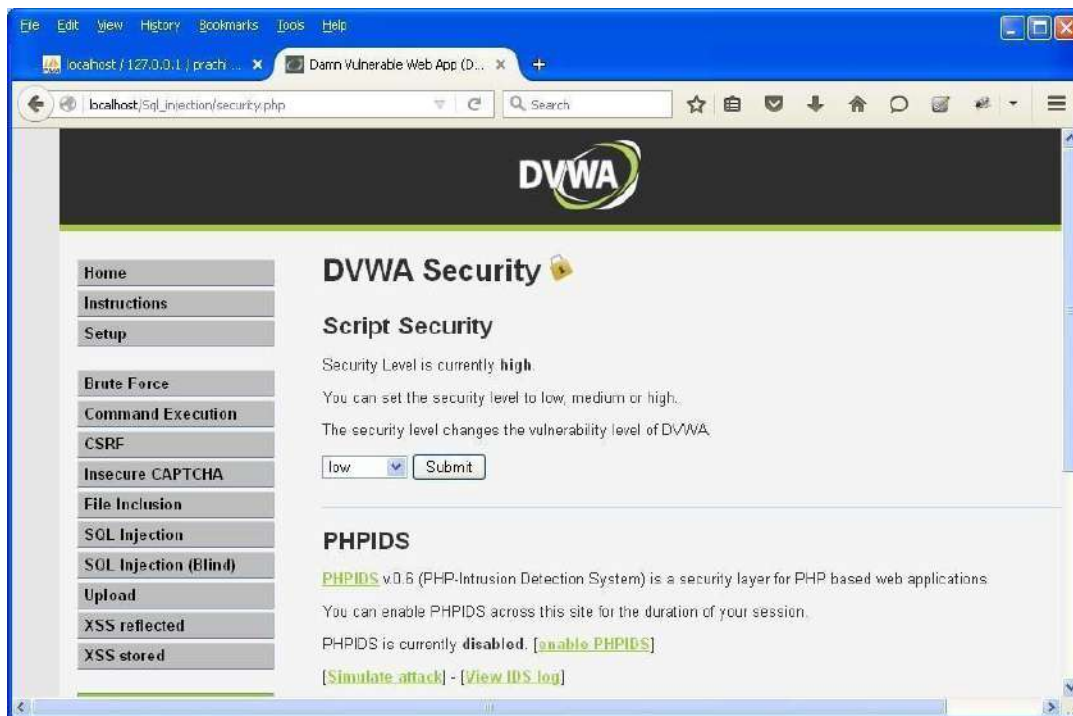 File Edit View History Bookmarks Tools Help
localhost / 127.0.0.1 / prachi ...
Damn Vulnerable Web App (D...
localhost/Sql_injection/security.php
Search
DVWA
Home
Instructions
Setup
Brute Force
Command Execution
CSRF
Insecure CAPTCHA
File Inclusion
SQL Injection
SQL Injection (Blind)
Upload
XSS reflected
XSS stored
DVWA Security
Script Security
Security Level is currently high.
You can set the security level to low, medium or high.
The security level changes the vulnerability level of DVWA.
low Submit
PHPIDS
PHPIDS v.0.6 (PHP-Intrusion Detection System) is a security layer for PHP based web applications.
You can enable PHPIDS across this site for the duration of your session.
PHPIDS is currently disabled. [enable PHPIDS]
[Simulate attack] - [View IDS log]